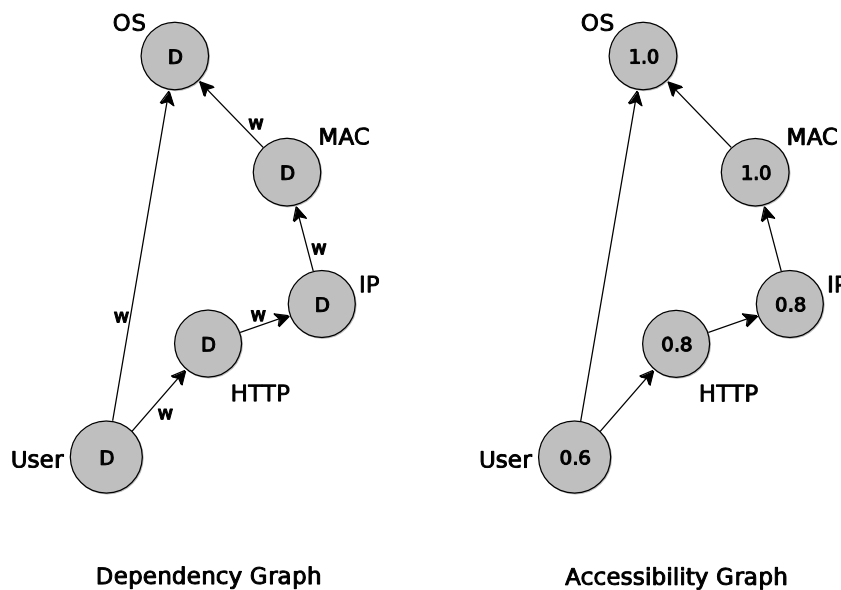 OS
D
w
MAC
D
w
IP
D
w
D
HTTP
w
w
User
D
Dependency Graph
OS
1.0
MAC
1.0
IP
0.8
0.8
HTTP
User
0.6
Accessibility Graph